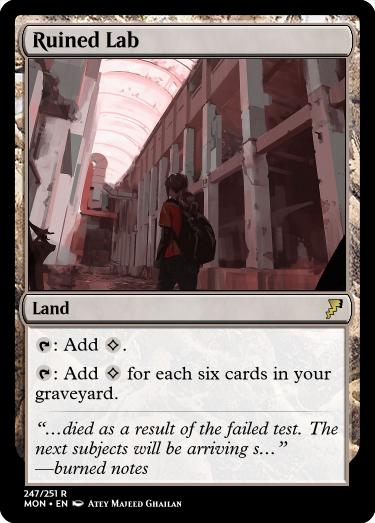 Ruined Lab
Land
: Add .
: Add for each six cards in your
graveyard.
“…died as a result of the failed test. The
next subjects will be arriving s…”
—burned notes
247/251 R
MON • EN Atey Majeed Ghailan